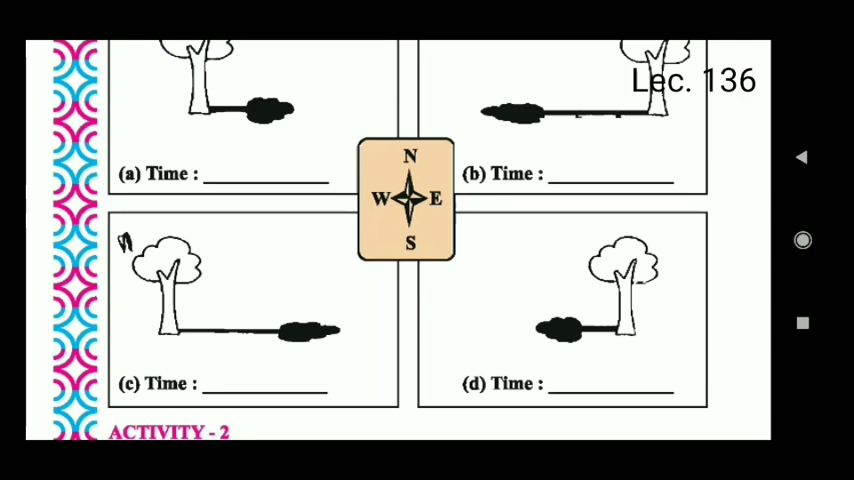 Lec. 136
(a) Time : ____________
(b) Time : ____________
N
W E
S
(c) Time : ____________
(d) Time : ____________
ACTIVITY - 2